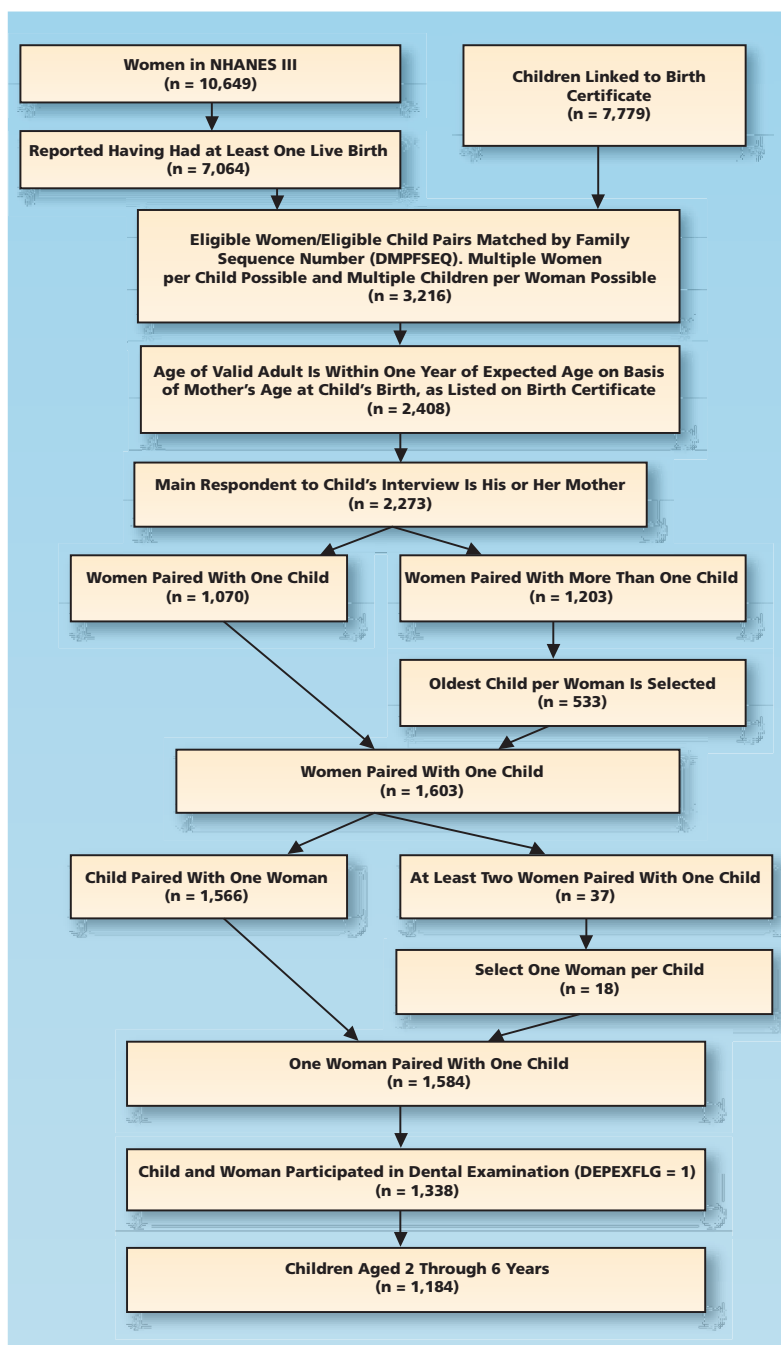 Women in NHANES III
(n = 10,649)
Children Linked to Birth
Certificate
(n = 7,779)
Reported Having Had at Least One Live Birth
(n = 7,064)
Eligible Women/Eligible Child Pairs Matched by Family
Sequence Number (DMPFSEQ). Multiple Women
per Child Possible and Multiple Children per Woman Possible
(n = 3,216)
Age of Valid Adult Is Within One Year of Expected Age on Basis
of Mother’s Age at Child’s Birth, as Listed on Birth Certificate
(n = 2,408)
Main Respondent to Child’s Interview Is His or Her Mother
(n = 2,273)
Women Paired With One Child
(n = 1,070)
Women Paired With More Than One Child
(n = 1,203)
Oldest Child per Woman Is Selected
(n = 533)
Women Paired With One Child
(n = 1,603)
Child Paired With One Woman
(n = 1,566)
At Least Two Women Paired With One Child
(n = 37)
Select One Woman per Child
(n = 18)
One Woman Paired With One Child
(n = 1,584)
Child and Woman Participated in Dental Examination (DEPEXFLG = 1)
(n = 1,338)
Children Aged 2 Through 6 Years
(n = 1,184)